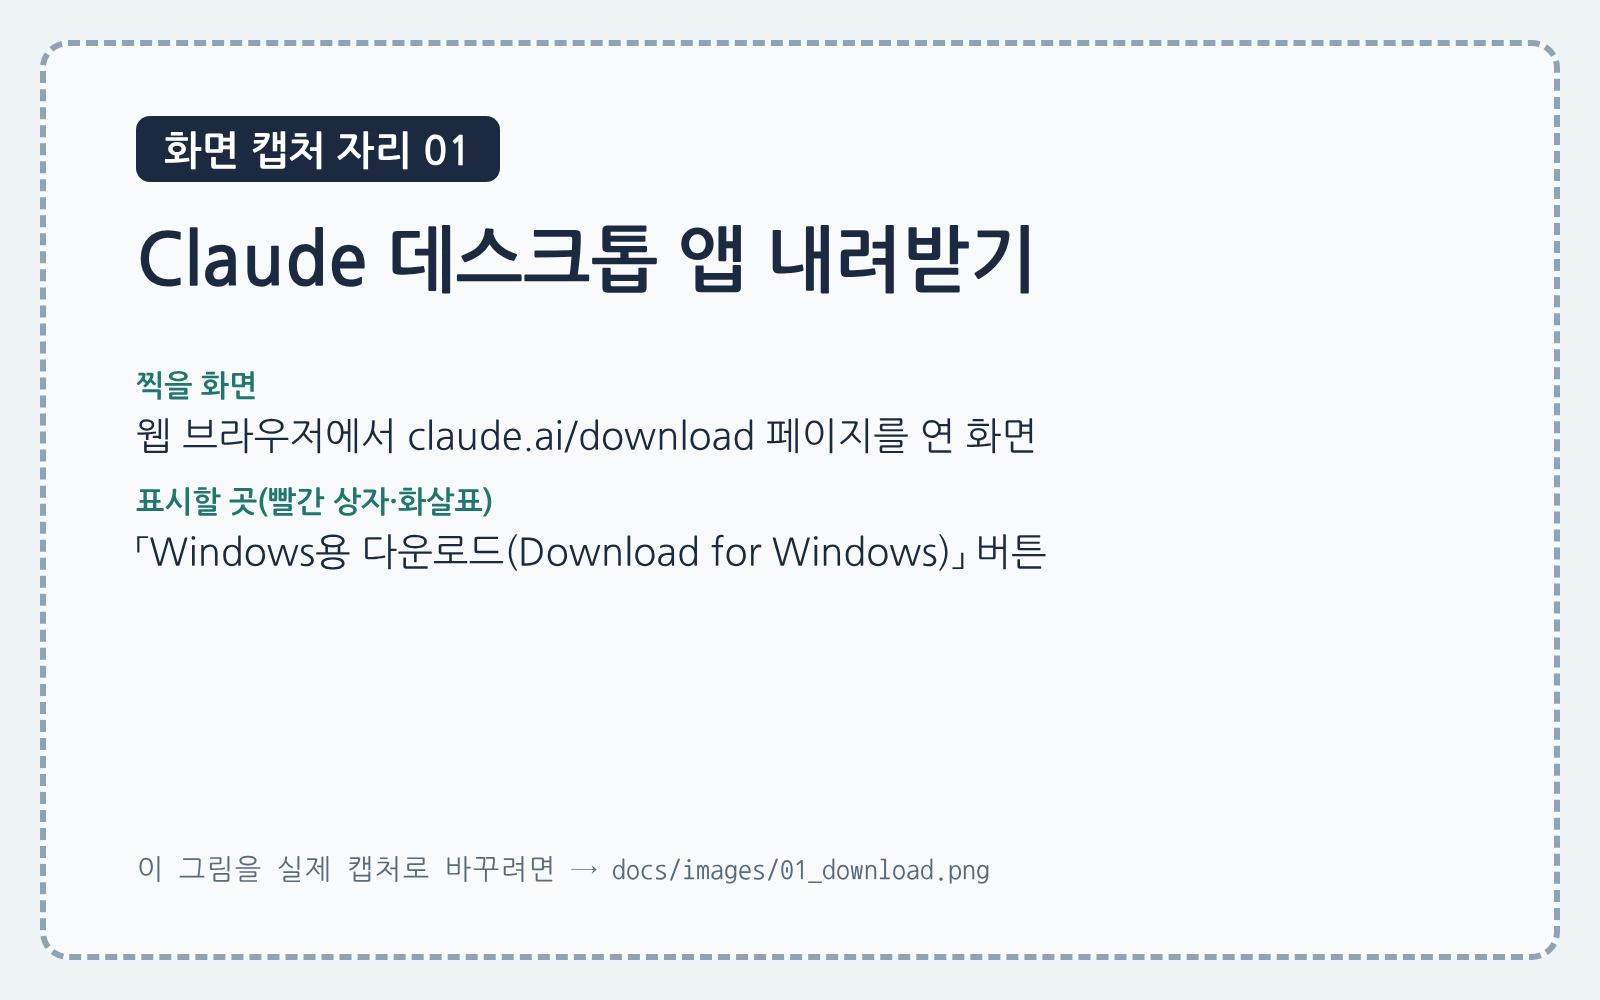 화면 캡처 자리 01
Claude 데스크톱 앱 내려받기
찍을 화면
웹 브라우저에서 claude.ai/download 페이지를 연 화면
표시할 곳(빨간 상자·화살표)
「Windows용 다운로드(Download for Windows)」 버튼
이 그림을 실제 캡처로 바꾸려면 → docs/images/01_download.png